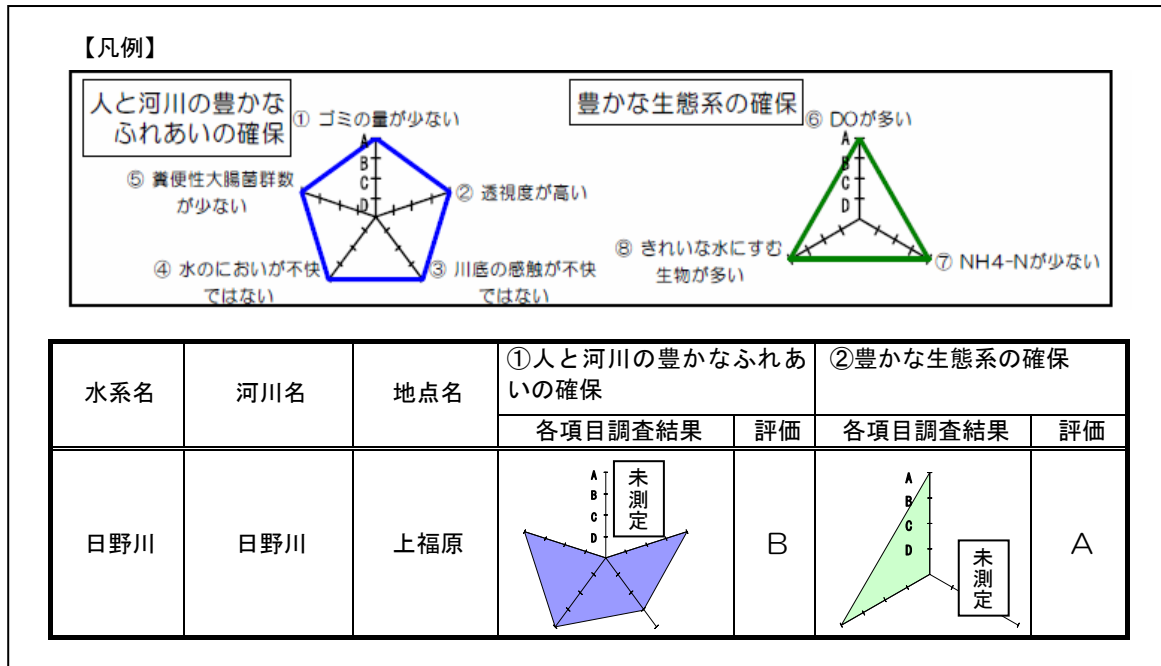 【凡例】
人と河川の豊かな
ふれあいの確保
① ゴミの量が少ない
A
B
C
D
② 透視度が高い
③ 川底の感触が不快
ではない
④ 水のにおいが不快
ではない
⑤ 糞便性大腸菌群数
が少ない
豊かな生態系の確保
⑥ DOが多い
A
B
C
D
⑦ NH4-Nが少ない
⑧ きれいな水にすむ
生物が多い
水系名
河川名
地点名
①人と河川の豊かなふれあ
いの確保
②豊かな生態系の確保
各項目調査結果
評価
各項目調査結果
評価
日野川
日野川
上福原
A
B
C
D
未
測
定
B
A
B
C
D
未
測
定
A